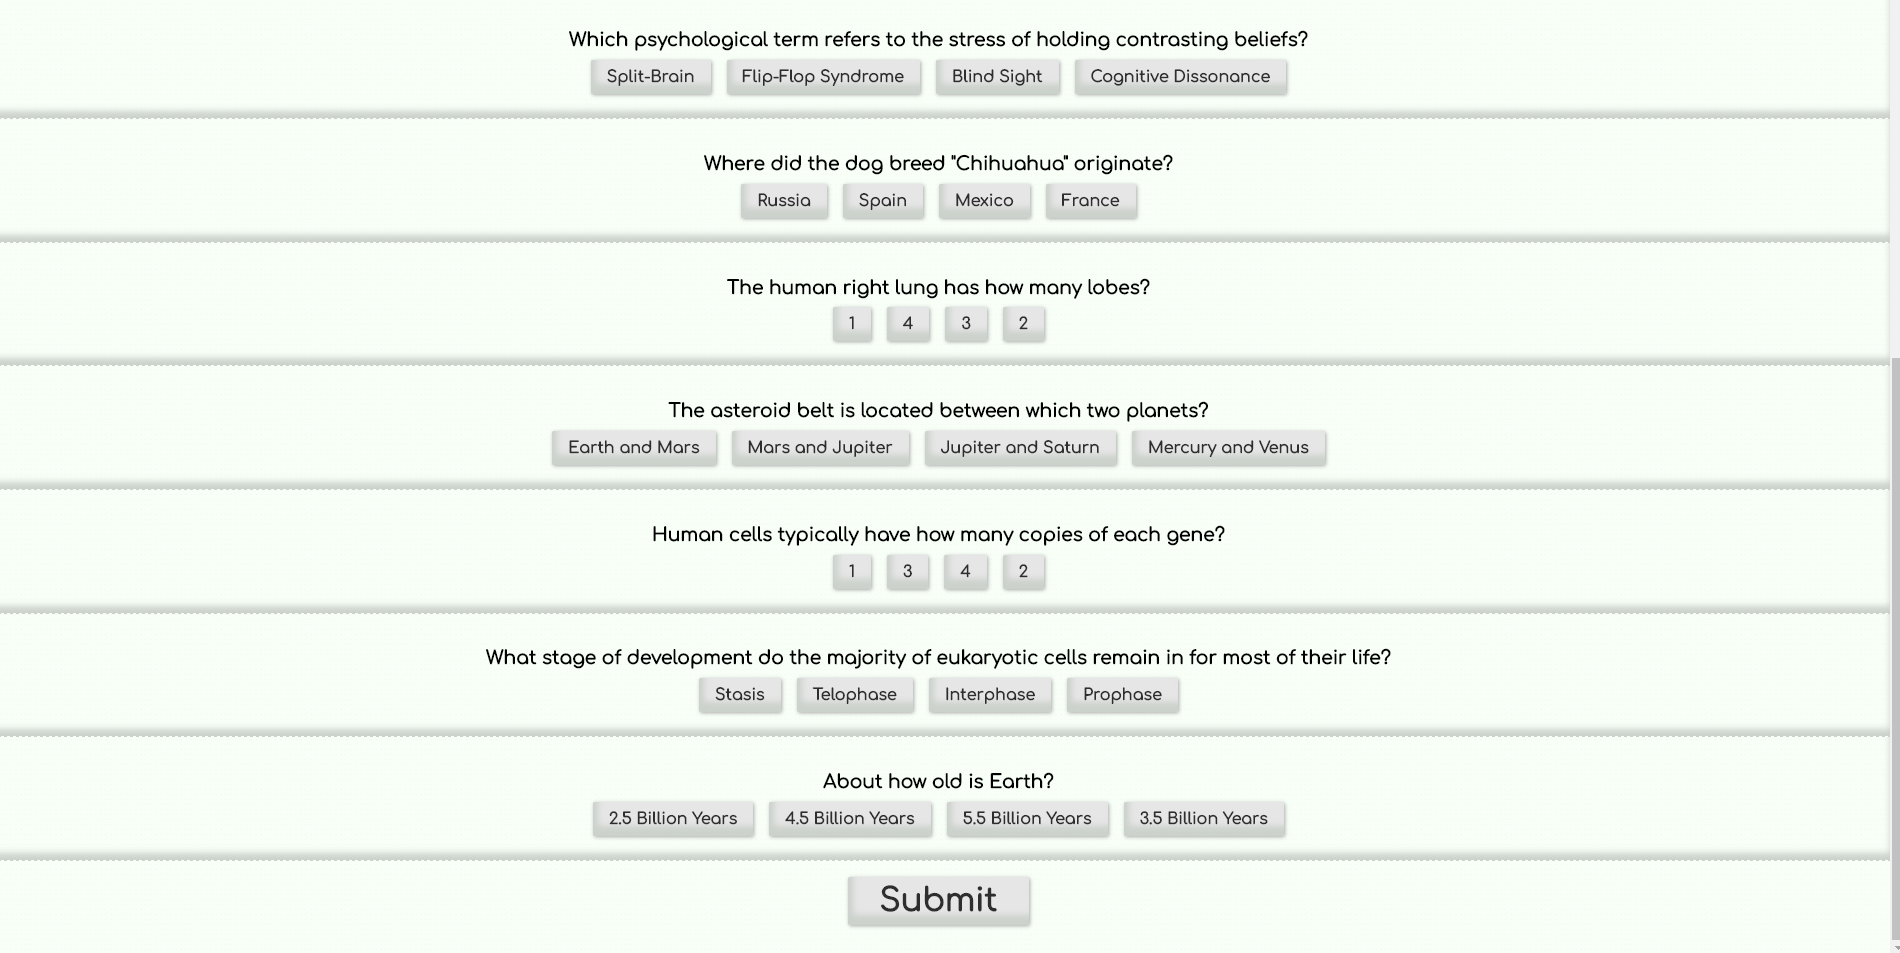 Which psychological term refers to the stress of holding contrasting beliefs?
Split-Brain Flip-Flop Syndrome Blind Sight Cognitive Dissonance
Where did the dog breed "Chihuahua" originate?
Russia Spain Mexico France
The human right lung has how many lobes?
1 4 3 2
The asteroid belt is located between which two planets?
Earth and Mars Mars and Jupiter Jupiter and Saturn Mercury and Venus
Human cells typically have how many copies of each gene?
1 3 4 2
What stage of development do the majority of eukaryotic cells remain in for most of their life?
Stasis Telophase Interphase Prophase
About how old is Earth?
2.5 Billion Years 4.5 Billion Years 5.5 Billion Years 3.5 Billion Years
Submit